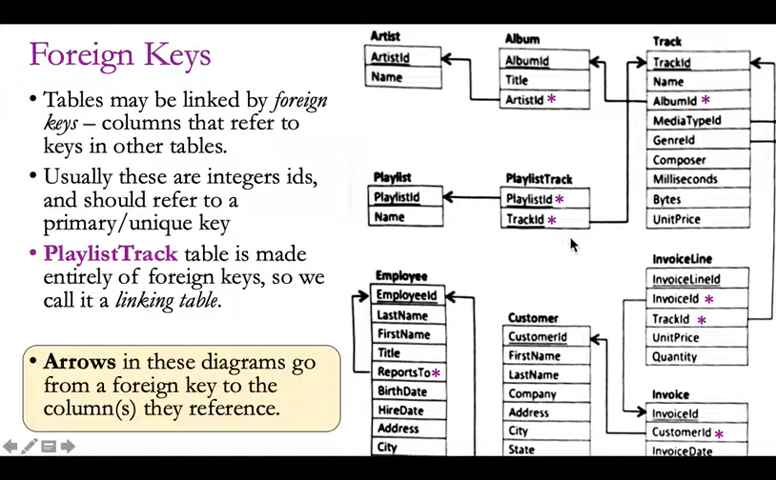 Foreign Keys
• Tables may be linked by foreign
keys – columns that refer to
keys in other tables.
• Usually these are integers ids,
and should refer to a
primary/unique key
• PlaylistTrack table is made
entirely of foreign keys, so we
call it a linking table.
• Arrows in these diagrams go
from a foreign key to the
column(s) they reference.
Artist
ArtistId
Name
Album
AlbumId
Title
ArtistId *
Track
TrackId
Name
AlbumId *
MediaTypeId
GenreId
Composer
Milliseconds
Bytes
UnitPrice
Playlist
PlaylistId
Name
PlaylistTrack
PlaylistId *
TrackId *
Employee
EmployeeId
LastName
FirstName
Title
ReportsTo*
BirthDate
HireDate
Address
City
Customer
CustomerId
FirstName
LastName
Company
Address
City
State
InvoiceLine
InvoiceLineId
InvoiceId *
TrackId *
UnitPrice
Quantity
Invoice
InvoiceId
CustomerId *
InvoiceDate